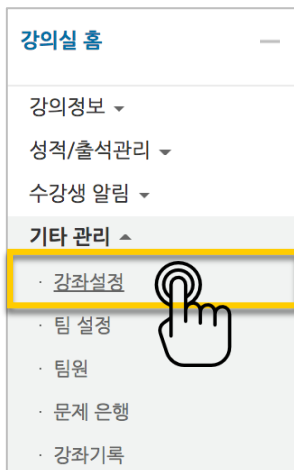 강의실 홈
강의정보
성적/출석관리
수강생 알림
기타 관리
· 강좌설정
· 팀 설정
· 팀원
· 문제 은행
· 강좌기록